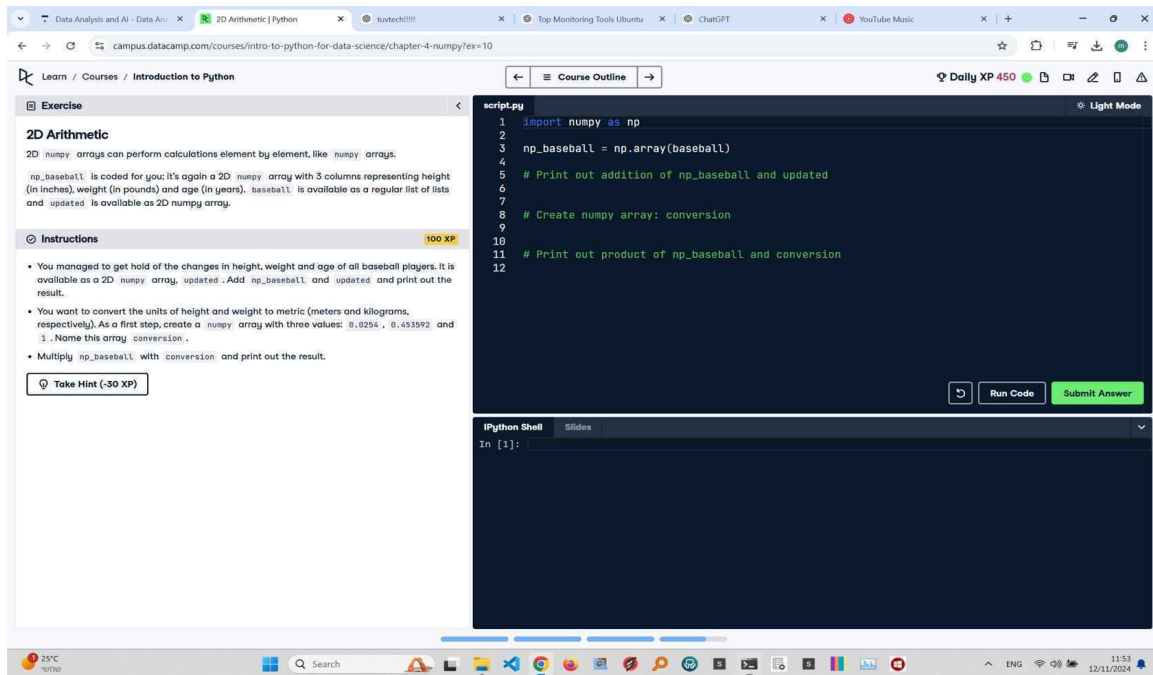 Data Analysis and AI - Data Ana
2D Arithmetic | Python
tuvtech!!!!!
Top Monitoring Tools Ubuntu
ChatGPT
YouTube Music
campus.datacamp.com/courses/intro-to-python-for-data-science/chapter-4-numpy?ex=10
Learn / Courses / Introduction to Python
Course Outline
Daily XP 450
Exercise
2D Arithmetic
2D numpy arrays can perform calculations element by element, like numpy arrays.
np_baseball is coded for you; it's again a 2D numpy array with 3 columns representing height
(in inches), weight (in pounds) and age (in years). baseball is available as a regular list of lists
and updated is available as 2D numpy array.
Instructions
100 XP
• You managed to get hold of the changes in height, weight and age of all baseball players. It is
available as a 2D numpy array, updated. Add np_baseball and updated and print out the
result.
• You want to convert the units of height and weight to metric (meters and kilograms,
respectively). As a first step, create a numpy array with three values: 0.0254, 0.453592 and
1. Name this array conversion.
• Multiply np_baseball with conversion and print out the result.
Take Hint (-30 XP)
script.py
Light Mode
1 import numpy as np
2
3 np_baseball = np.array(baseball)
4
5 # Print out addition of np_baseball and updated
6
7
8 # Create numpy array: conversion
9
10
11 # Print out product of np_baseball and conversion
12
Run Code
Submit Answer
IPython Shell
Slides
In [1]:
25°C
Search
ENG
11:53
12/11/2024